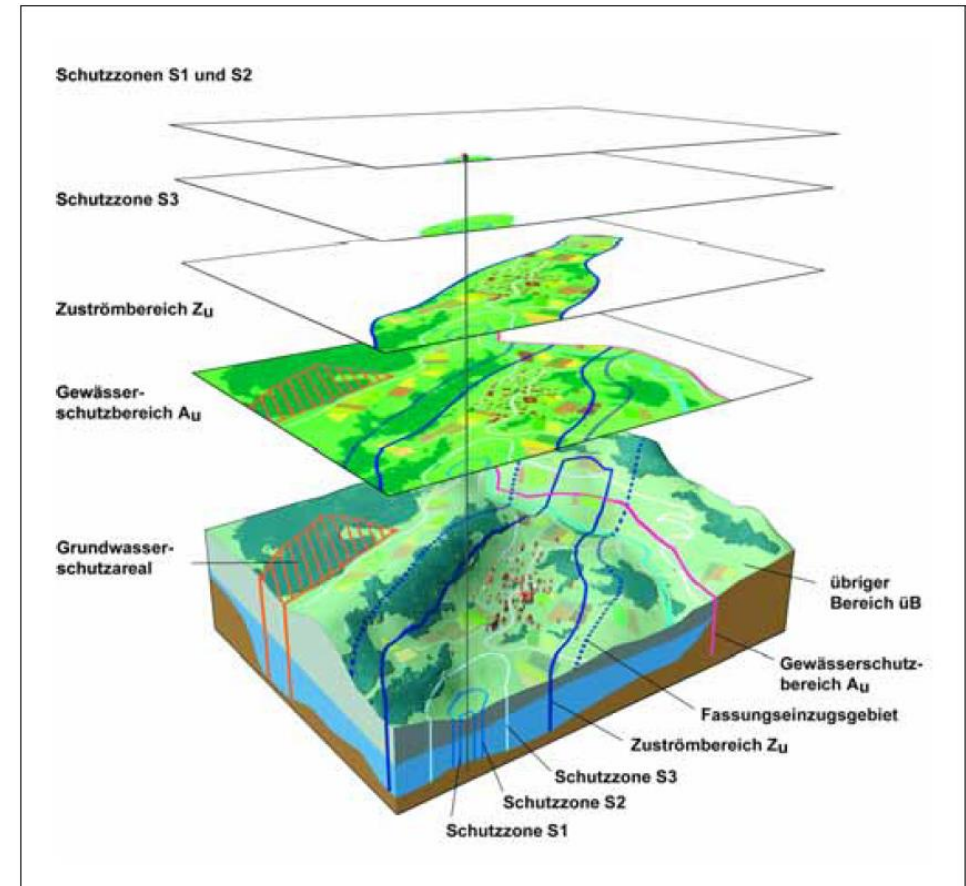 Schutzzonen S1 und S2
Schutzzone S3
Zuströmbereich Zu
Gewässer-
schutzbereich Au
Grundwasser-
schutzareal
übriger
Bereich üB
Gewässerschutz-
bereich Au
Fassungseinzugsgebiet
Zuströmbereich Zu
Schutzzone S3
Schutzzone S2
Schutzzone S1